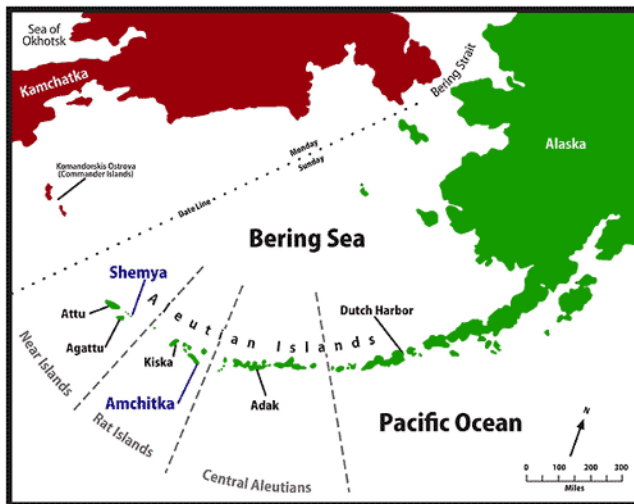 Sea of
Okhotsk
Kamchatka
Bering Strait
Alaska
Komandorskis Ostrova
(Commander Islands)
Monday
Sunday
Date Line
Bering Sea
Shemya
Attu
Agattu
Aleutian Islands
Dutch Harbor
Kiska
Amchitka
Adak
Near Islands
Rat Islands
Central Aleutians
Pacific Ocean
N
0 100 200 300
Miles